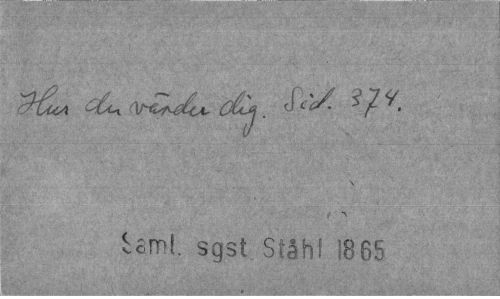 Hur du vänder dig. Sid. 374.
Saml. sgst Ståhl 1865